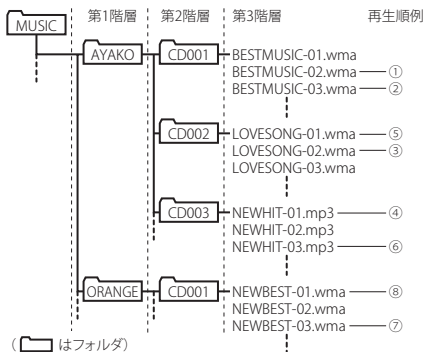 第1階層 第2階層 第3階層 再生順例
MUSIC
AYAKO CD001 BESTMUSIC-01.wma
BESTMUSIC-02.wma ①
BESTMUSIC-03.wma ②
CD002 LOVESONG-01.wma ⑤
LOVESONG-02.wma ③
LOVESONG-03.wma
CD003 NEWHIT-01.mp3 ④
NEWHIT-02.mp3
NEWHIT-03.mp3 ⑥
ORANGE CD001 NEWBEST-01.wma ⑧
NEWBEST-02.wma
NEWBEST-03.wma ⑦
( はフォルダ)